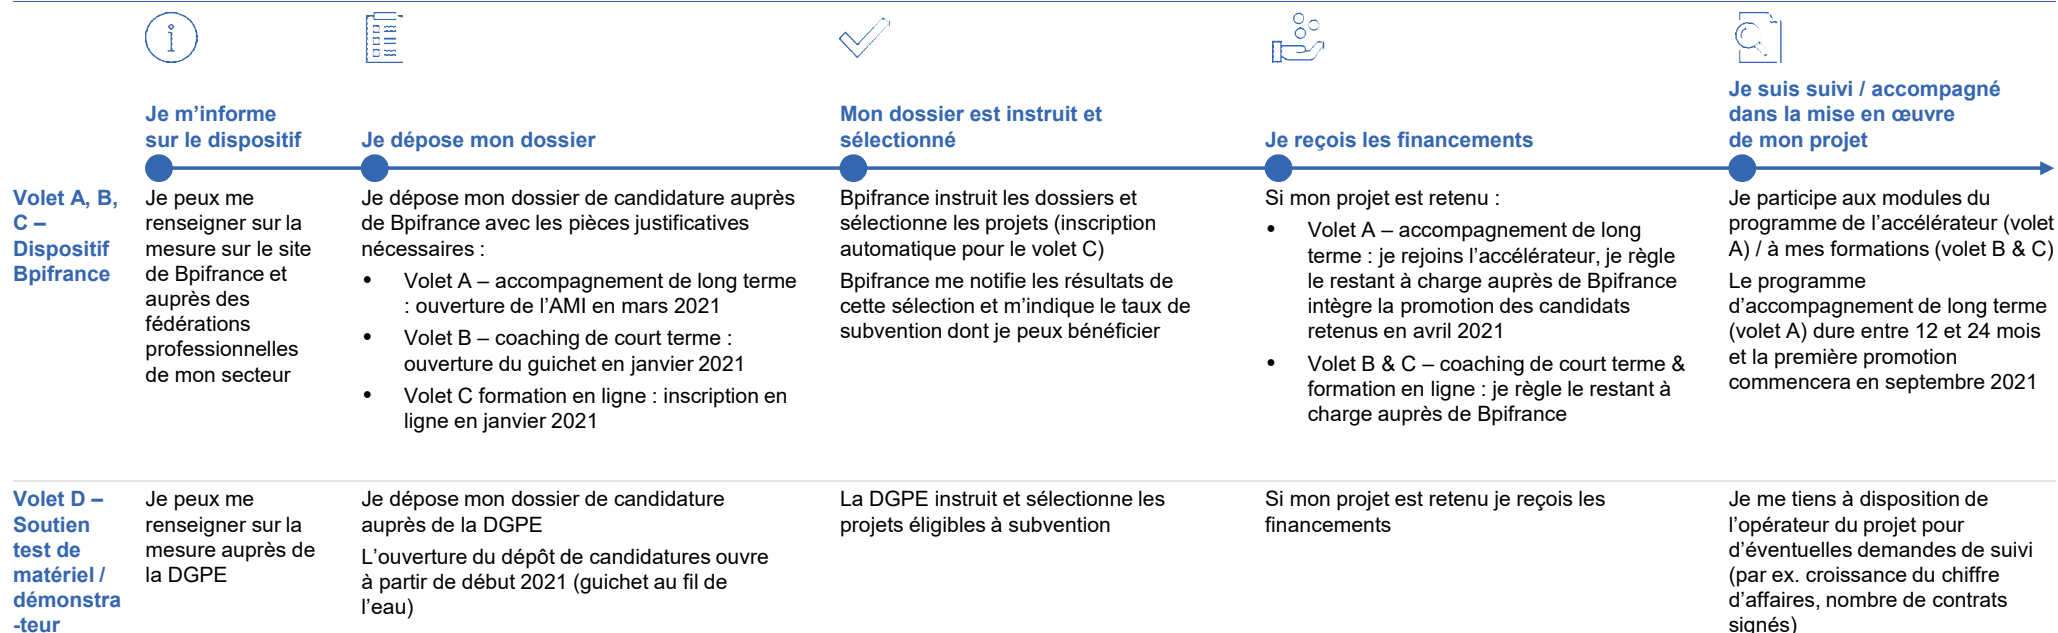 Je m’informe
sur le dispositif
Je dépose mon dossier
Mon dossier est instruit et
sélectionné
Je reçois les financements
Je suis suivi / accompagné
dans la mise en œuvre
de mon projet
Volet A, B,
C –
Dispositif
Bpifrance
Je peux me
renseigner sur la
mesure sur le site
de Bpifrance et
auprès des
fédérations
professionnelles
de mon secteur
Je dépose mon dossier de candidature auprès
de Bpifrance avec les pièces justificatives
nécessaires :
• Volet A – accompagnement de long terme
: ouverture de l’AMI en mars 2021
• Volet B – coaching de court terme :
ouverture du guichet en janvier 2021
• Volet C formation en ligne : inscription en
ligne en janvier 2021
Bpifrance instruit les dossiers et
sélectionne les projets (inscription
automatique pour le volet C)
Bpifrance me notifie les résultats de
cette sélection et m’indique le taux de
subvention dont je peux bénéficier
Si mon projet est retenu :
• Volet A – accompagnement de long
terme : je rejoins l’accélérateur, je règle
le restant à charge auprès de Bpifrance
intègre la promotion des candidats
retenus en avril 2021
• Volet B & C – coaching de court terme &
formation en ligne : je règle le restant à
charge auprès de Bpifrance
Je participe aux modules du
programme de l’accélérateur (volet
A) / à mes formations (volet B & C)
Le programme
d’accompagnement de long terme
(volet A) dure entre 12 et 24 mois
et la première promotion
commencera en septembre 2021
Volet D –
Soutien
test de
matériel /
démonstra
-teur
Je peux me
renseigner sur la
mesure auprès de
la DGPE
Je dépose mon dossier de candidature
auprès de la DGPE
L’ouverture du dépôt de candidatures ouvre
à partir de début 2021 (guichet au fil de
l’eau)
La DGPE instruit et sélectionne les
projets éligibles à subvention
Si mon projet est retenu je reçois les
financements
Je me tiens à disposition de
l’opérateur du projet pour
d’éventuelles demandes de suivi
(par ex. croissance du chiffre
d’affaires, nombre de contrats
signés)